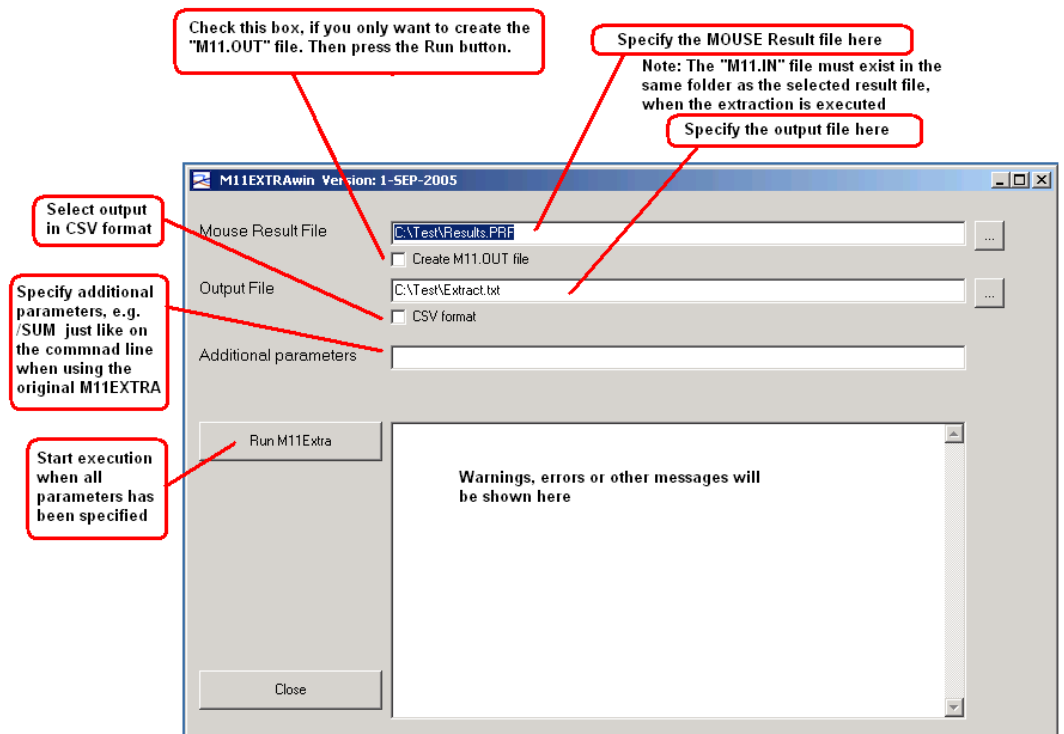 Check this box, if you only want to create the
"M11.OUT" file. Then press the Run button.
Specify the MOUSE Result file here
Note: The "M11.IN" file must exist in the
same folder as the selected result file,
when the extraction is executed
Specify the output file here
M11EXTRAwin Version: 1-SEP-2005
Select output
in CSV format
Mouse Result File
C:\Test\Results.PRF
...
Create M11.OUT file
Specify additional
parameters, e.g.
/SUM just like on
the commnad line
when using the
original M11EXTRA
Output File
C:\Test\Extract.txt
...
CSV format
Additional parameters
Run M11Extra
Start execution
when all
parameters has
been specified
Warnings, errors or other messages will
be shown here
Close